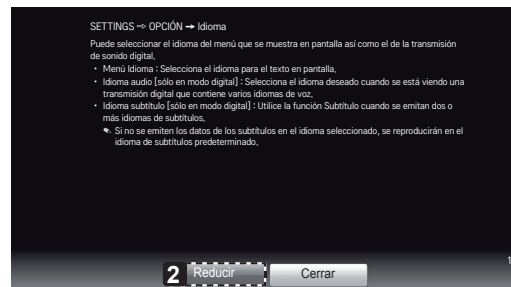 SETTINGS ⇨ OPCIÓN ➙ Idioma
Puede seleccionar el idioma del menú que se muestra en pantalla así como el de la transmisión
de sonido digital.
• Menú Idioma : Selecciona el idioma para el texto en pantalla.
• Idioma audio [sólo en modo digital] : Selecciona el idioma deseado cuando se está viendo una
transmisión digital que contiene varios idiomas de voz.
• Idioma subtítulo [sólo en modo digital] : Utilice la función Subtítulo cuando se emitan dos o
más idiomas de subtítulos.
Si no se emiten los datos de los subtítulos en el idioma seleccionado, se reproducirán en el
idioma de subtítulos predeterminado.
1
2 Reducir Cerrar